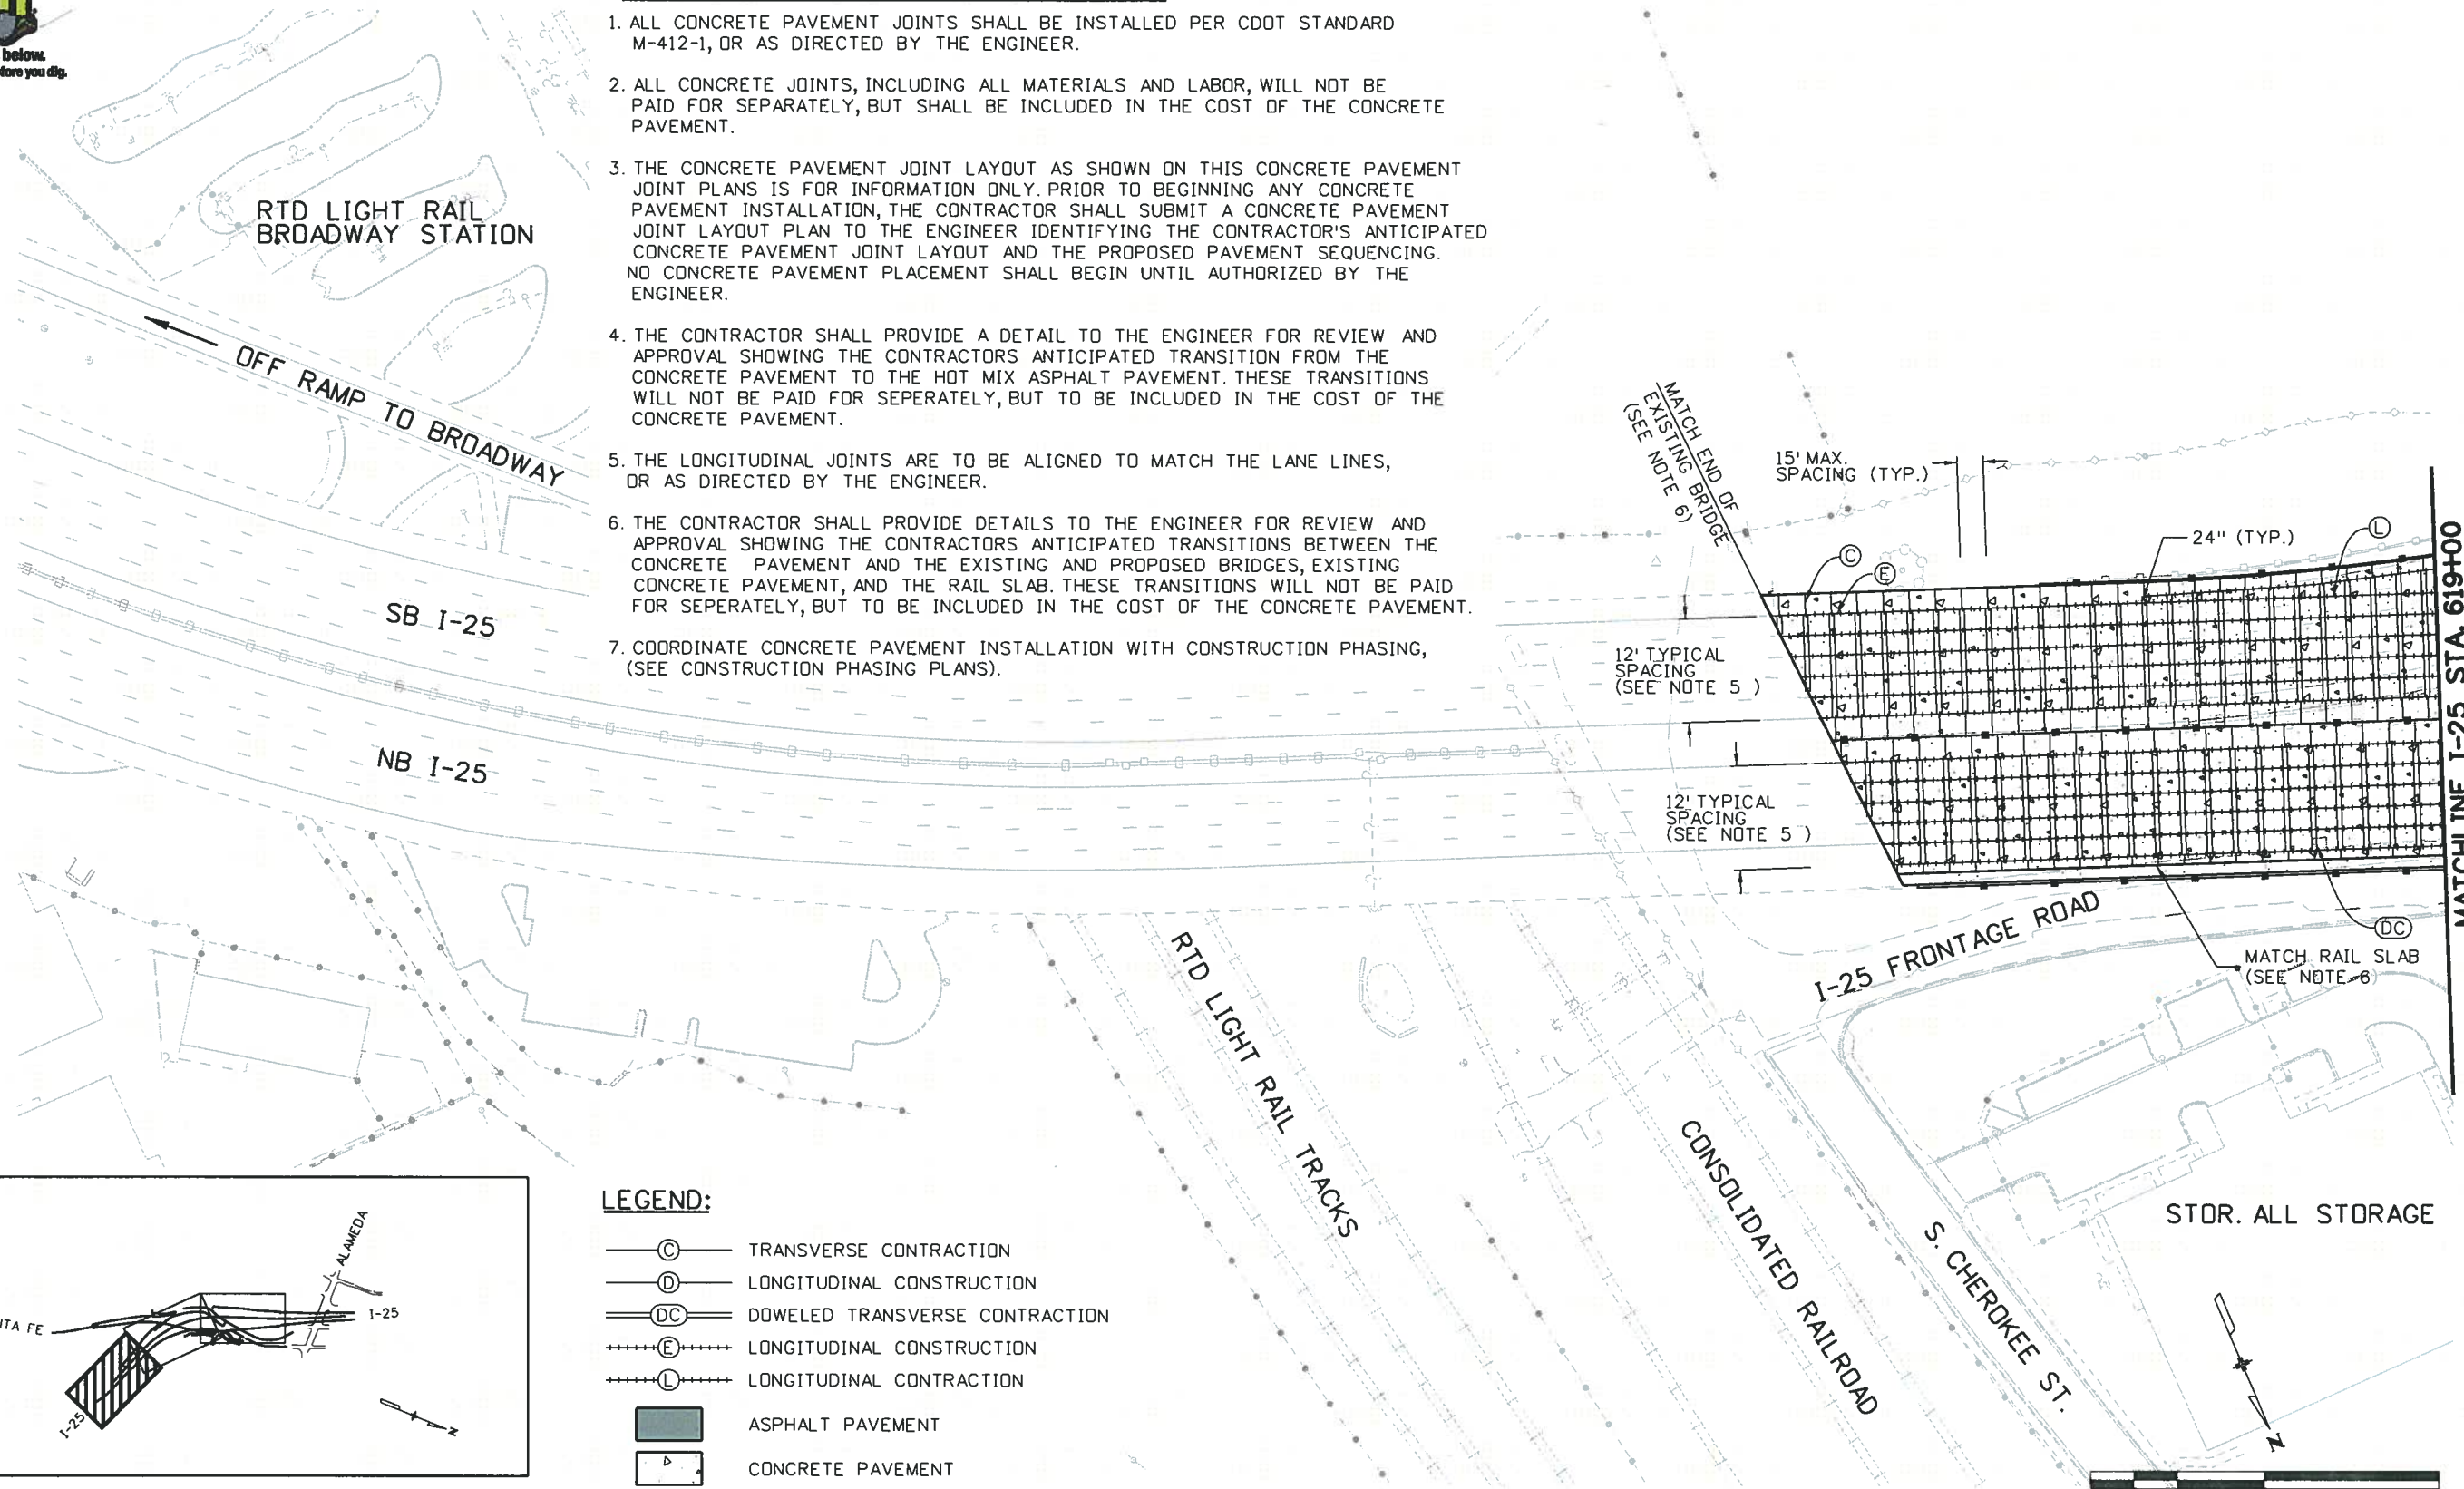 below.
fore you dig.
1. ALL CONCRETE PAVEMENT JOINTS SHALL BE INSTALLED PER CDOT STANDARD
M-412-1, OR AS DIRECTED BY THE ENGINEER.
2. ALL CONCRETE JOINTS, INCLUDING ALL MATERIALS AND LABOR, WILL NOT BE
PAID FOR SEPARATELY, BUT SHALL BE INCLUDED IN THE COST OF THE CONCRETE
PAVEMENT.
3. THE CONCRETE PAVEMENT JOINT LAYOUT AS SHOWN ON THIS CONCRETE PAVEMENT
JOINT PLANS IS FOR INFORMATION ONLY. PRIOR TO BEGINNING ANY CONCRETE
PAVEMENT INSTALLATION, THE CONTRACTOR SHALL SUBMIT A CONCRETE PAVEMENT
JOINT LAYOUT PLAN TO THE ENGINEER IDENTIFYING THE CONTRACTOR'S ANTICIPATED
CONCRETE PAVEMENT JOINT LAYOUT AND THE PROPOSED PAVEMENT SEQUENCING.
NO CONCRETE PAVEMENT PLACEMENT SHALL BEGIN UNTIL AUTHORIZED BY THE
ENGINEER.
4. THE CONTRACTOR SHALL PROVIDE A DETAIL TO THE ENGINEER FOR REVIEW AND
APPROVAL SHOWING THE CONTRACTORS ANTICIPATED TRANSITION FROM THE
CONCRETE PAVEMENT TO THE HOT MIX ASPHALT PAVEMENT. THESE TRANSITIONS
WILL NOT BE PAID FOR SEPERATELY, BUT TO BE INCLUDED IN THE COST OF THE
CONCRETE PAVEMENT.
5. THE LONGITUDINAL JOINTS ARE TO BE ALIGNED TO MATCH THE LANE LINES,
OR AS DIRECTED BY THE ENGINEER.
6. THE CONTRACTOR SHALL PROVIDE DETAILS TO THE ENGINEER FOR REVIEW AND
APPROVAL SHOWING THE CONTRACTORS ANTICIPATED TRANSITIONS BETWEEN THE
CONCRETE PAVEMENT AND THE EXISTING AND PROPOSED BRIDGES, EXISTING
CONCRETE PAVEMENT, AND THE RAIL SLAB. THESE TRANSITIONS WILL NOT BE PAID
FOR SEPERATELY, BUT TO BE INCLUDED IN THE COST OF THE CONCRETE PAVEMENT.
7. COORDINATE CONCRETE PAVEMENT INSTALLATION WITH CONSTRUCTION PHASING,
(SEE CONSTRUCTION PHASING PLANS).
RTD LIGHT RAIL
BROADWAY STATION
OFF RAMP TO BROADWAY
SB I-25
NB I-25
MATCH END OF
EXISTING BRIDGE
(SEE NOTE 6)
15' MAX.
SPACING (TYP.)
24" (TYP.)
L
C
E
12' TYPICAL
SPACING
(SEE NOTE 5 )
12' TYPICAL
SPACING
(SEE NOTE 5 )
MATCHLINE I-25 STA. 619+00
DC
MATCH RAIL SLAB
(SEE NOTE 6)
I-25 FRONTAGE ROAD
RTD LIGHT RAIL TRACKS
CONSOLIDATED RAILROAD
S. CHEROKEE ST.
STOR. ALL STORAGE
N
LEGEND:
C TRANSVERSE CONTRACTION
D LONGITUDINAL CONSTRUCTION
DC DOWELED TRANSVERSE CONTRACTION
E LONGITUDINAL CONSTRUCTION
L LONGITUDINAL CONTRACTION
ASPHALT PAVEMENT
CONCRETE PAVEMENT
ALAMEDA
I-25
NTA FE
I-25
N